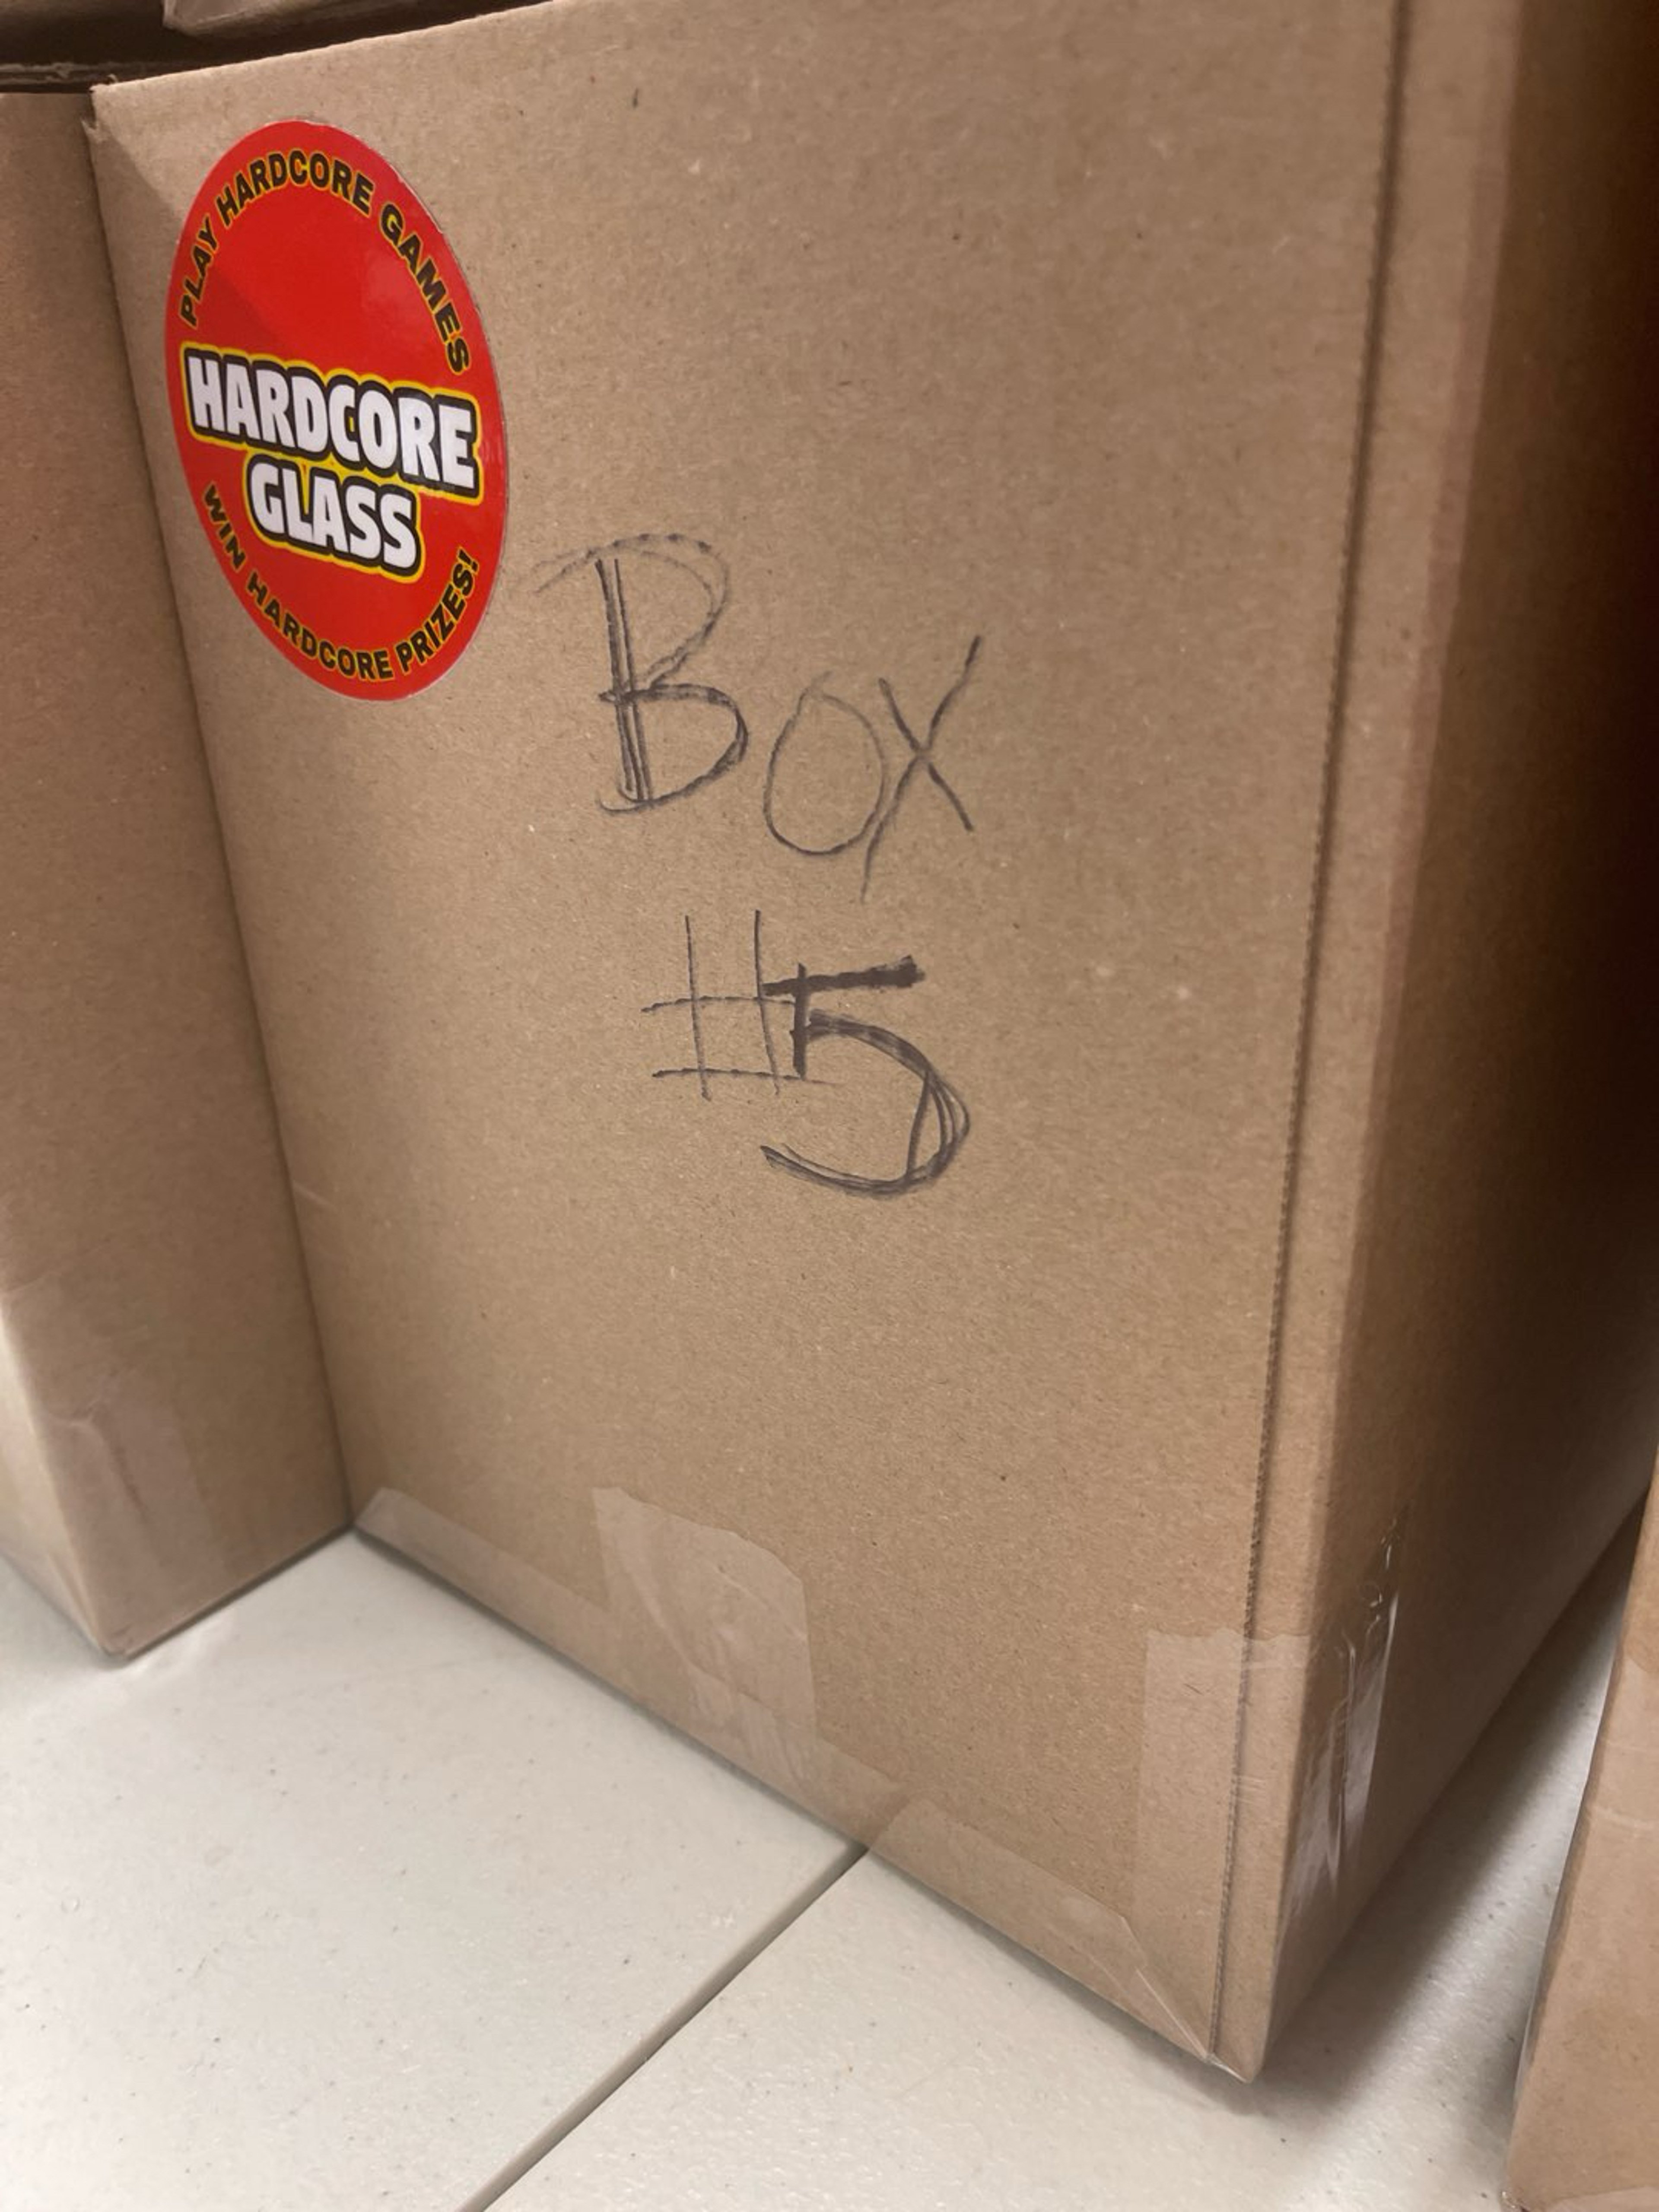 PLAY HARDCORE GAMES
HARDCORE
GLASS
WIN HARDCORE PRIZES!
Box
#5